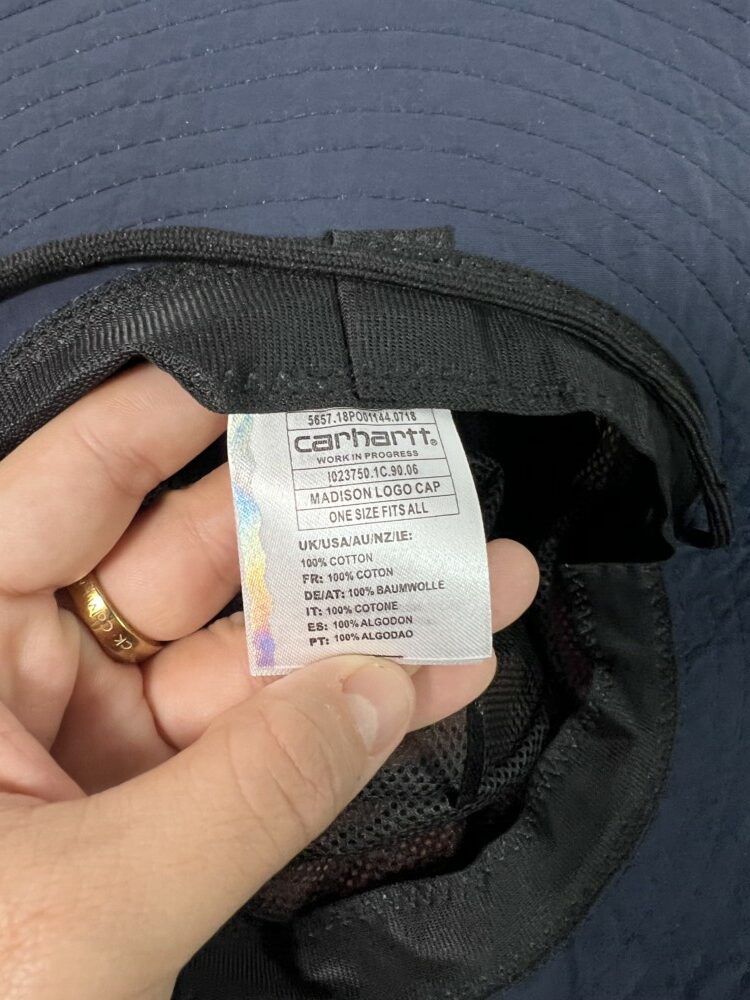 5657.18PO01144.0718
carhartt®
WORK IN PROGRESS
I023750.1C.90.06
MADISON LOGO CAP
ONE SIZE FITS ALL
UK/USA/AU/NZ/IE:
100% COTTON
FR: 100% COTON
DE/AT: 100% BAUMWOLLE
IT: 100% COTONE
ES: 100% ALGODON
PT: 100% ALGODAO